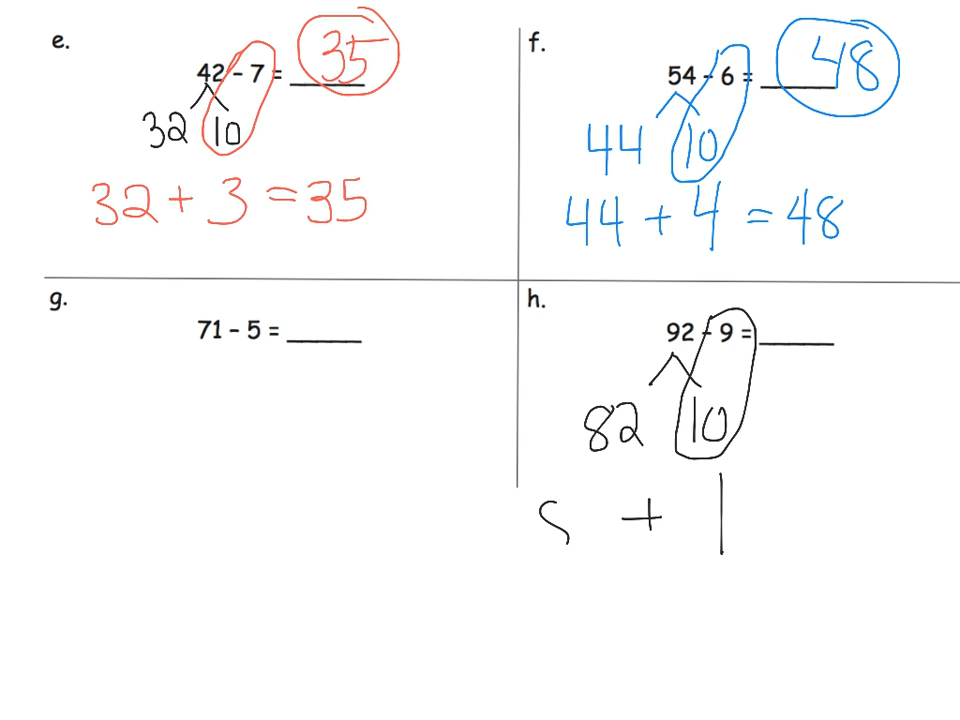 e.
42 - 7 = 35
32 10
32 + 3 = 35
f.
54 - 6 = 48
44 10
44 + 4 = 48
g.
71 - 5 = ______
h.
92 - 9 = ______
82 10
+ 1